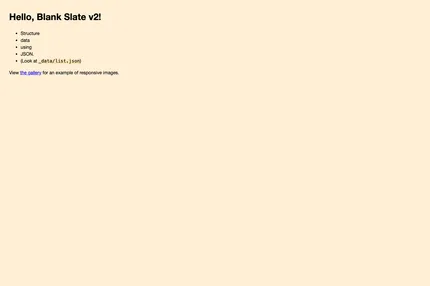 Hello, Blank Slate v2!
Structure
data
using
JSON.
(Look at _data/list.json)
View the gallery for an example of responsive images.